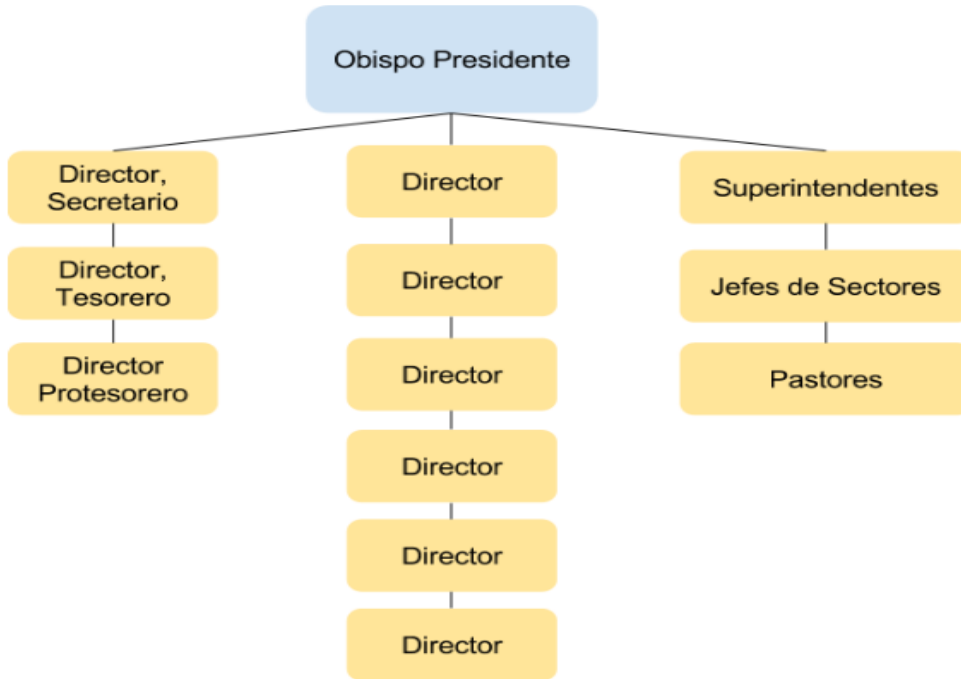 Obispo Presidente
Director,
Secretario
Director,
Tesorero
Director
Protesorero
Director
Director
Director
Director
Director
Director
Superintendentes
Jefes de Sectores
Pastores